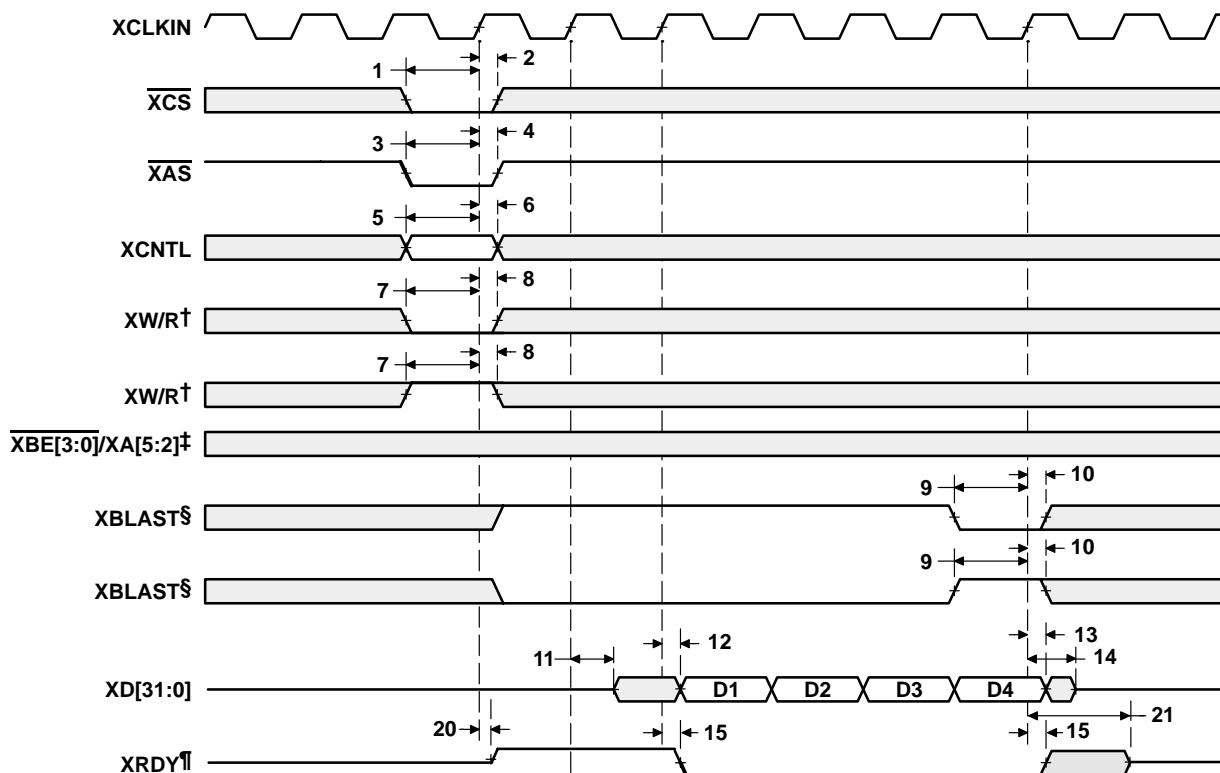 XCLKIN
1 2
XCS
3 4
XAS
5 6
XCNTL
7 8
XW/R†
7 8
XW/R†
XBE[3:0]/XA[5:2]‡
9 10
XBLAST§
9 10
XBLAST§
11 12 13
14
XD[31:0] D1 D2 D3 D4
20 15 15 21
XRDY¶